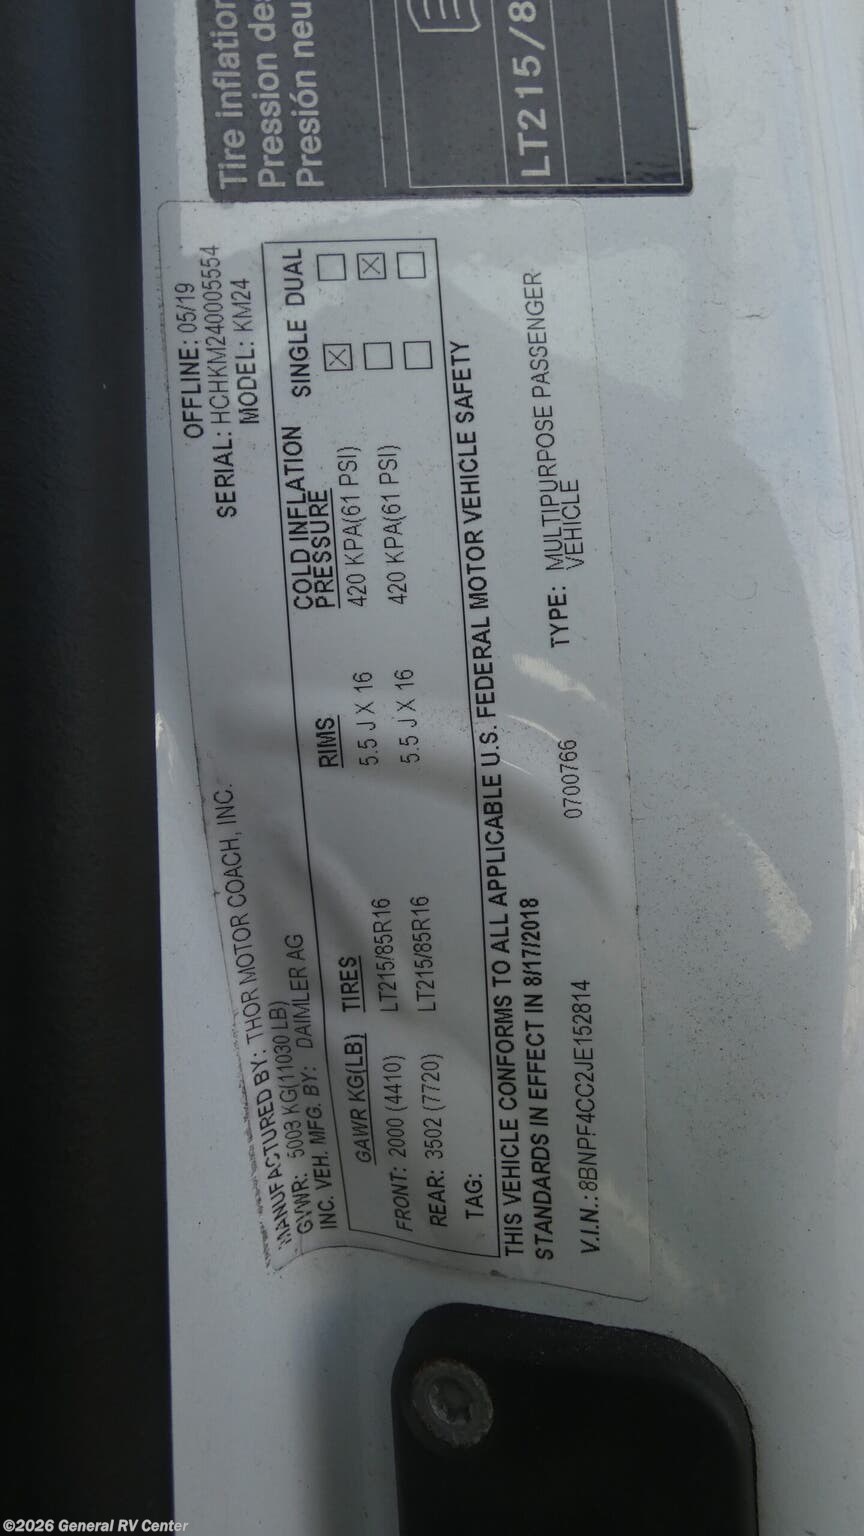 Tire inflation
Pression de
Presión neu
LT215/8
OFFLINE: 05/19
SERIAL: HCHKM240005554
MODEL: KM24
MANUFACTURED BY: THOR MOTOR COACH, INC.
GVWR: 5003 KG(11030 LB)
INC. VEH. MFG. BY: DAIMLER AG
GAWR KG(LB) TIRES RIMS COLD INFLATION PRESSURE SINGLE DUAL
FRONT: 2000 (4410) LT215/85R16 5.5 J X 16 420 KPA(61 PSI) ☒ ☐
REAR: 3502 (7720) LT215/85R16 5.5 J X 16 420 KPA(61 PSI) ☐ ☒
TAG: ☐ ☐
THIS VEHICLE CONFORMS TO ALL APPLICABLE U.S. FEDERAL MOTOR VEHICLE SAFETY
STANDARDS IN EFFECT IN 8/17/2018
V.I.N.: 8BNPF4CC2JE152814 0700766 TYPE: MULTIPURPOSE PASSENGER
VEHICLE
©2026 General RV Center